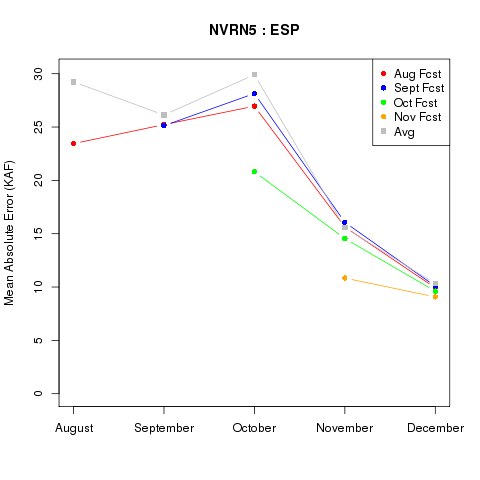 NVRN5 : ESP
Mean Absolute Error (KAF)
30
25
20
15
10
5
0
August September October November December
Aug Fcst
Sept Fcst
Oct Fcst
Nov Fcst
Avg